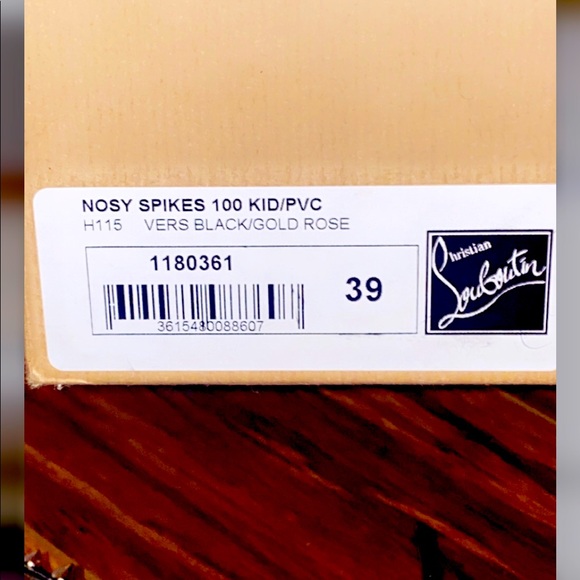 NOSY SPIKES 100 KID/PVC
H115 VERS BLACK/GOLD ROSE
1180361
39
3615480088607
Christian
Louboutin